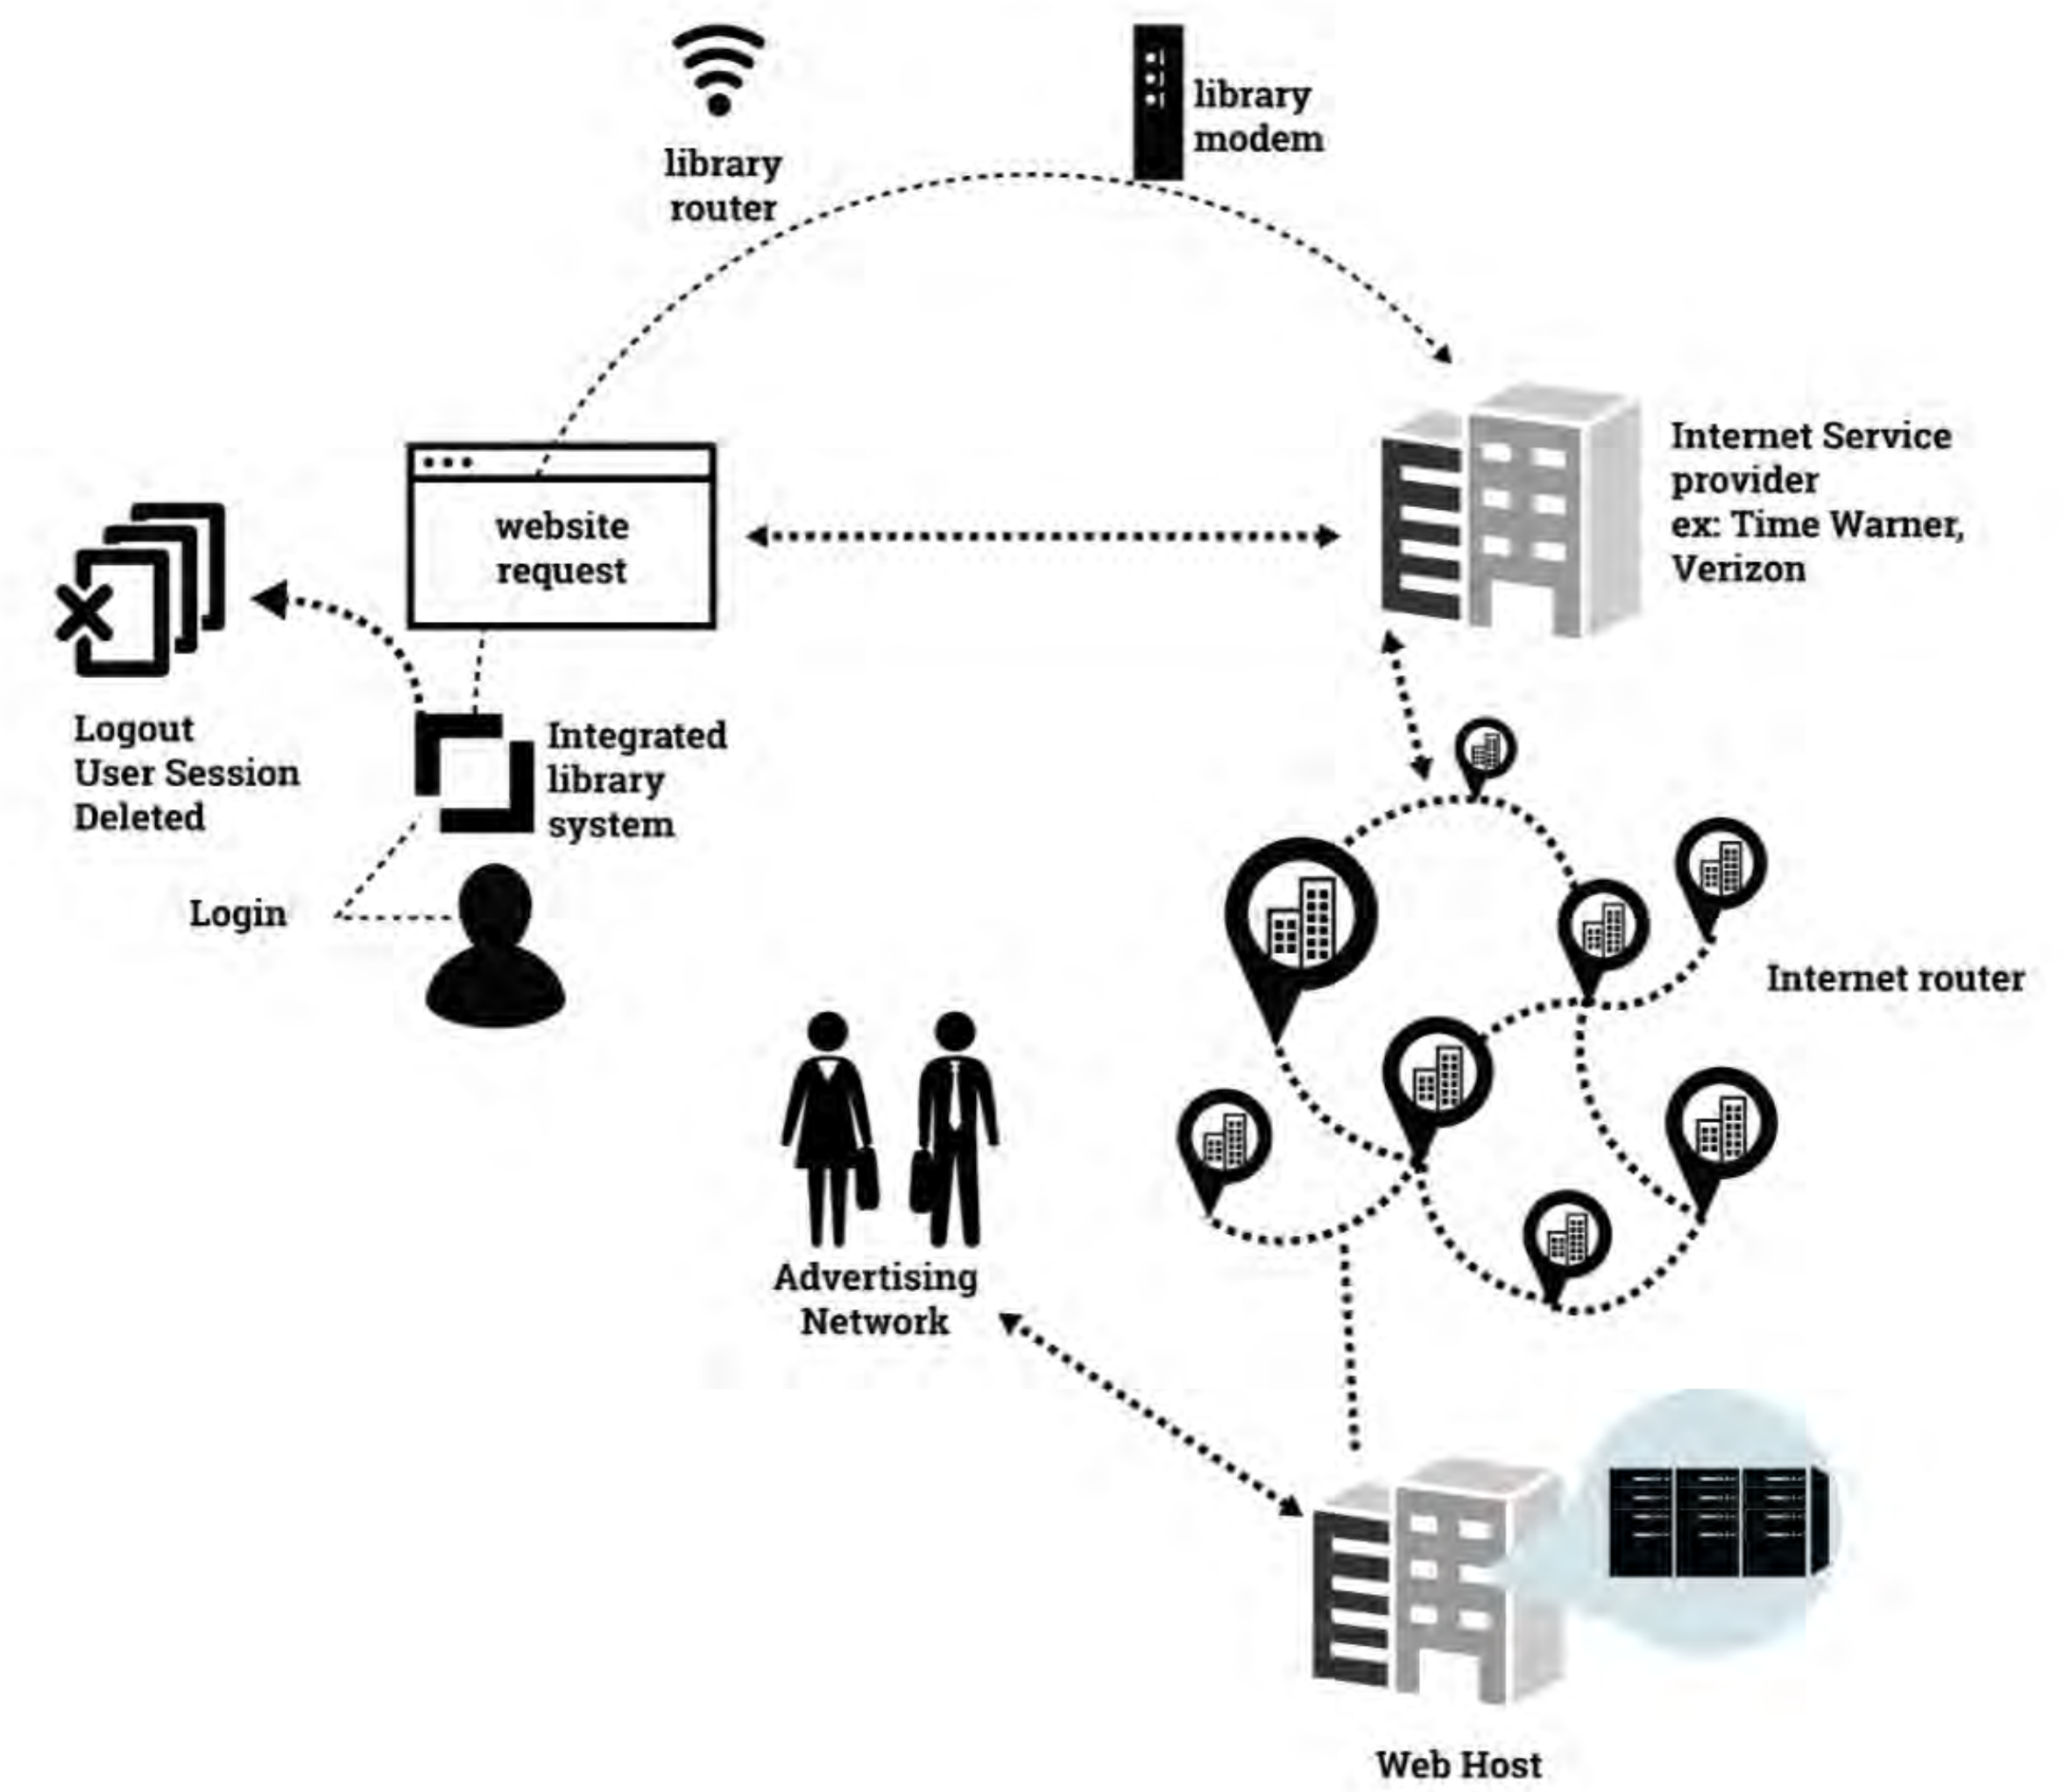 library
router
library
modem
website
request
Internet Service
provider
ex: Time Warner,
Verizon
Logout
User Session
Deleted
Integrated
library
system
Login
Internet router
Advertising
Network
Web Host